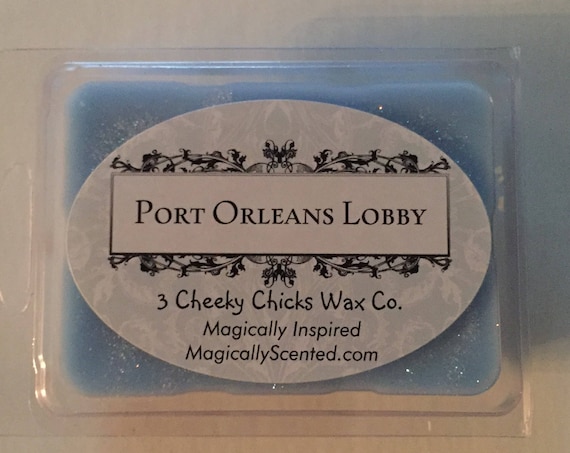 Port Orleans Lobby
3 Cheeky Chicks Wax Co.
Magically Inspired
MagicallyScented.com